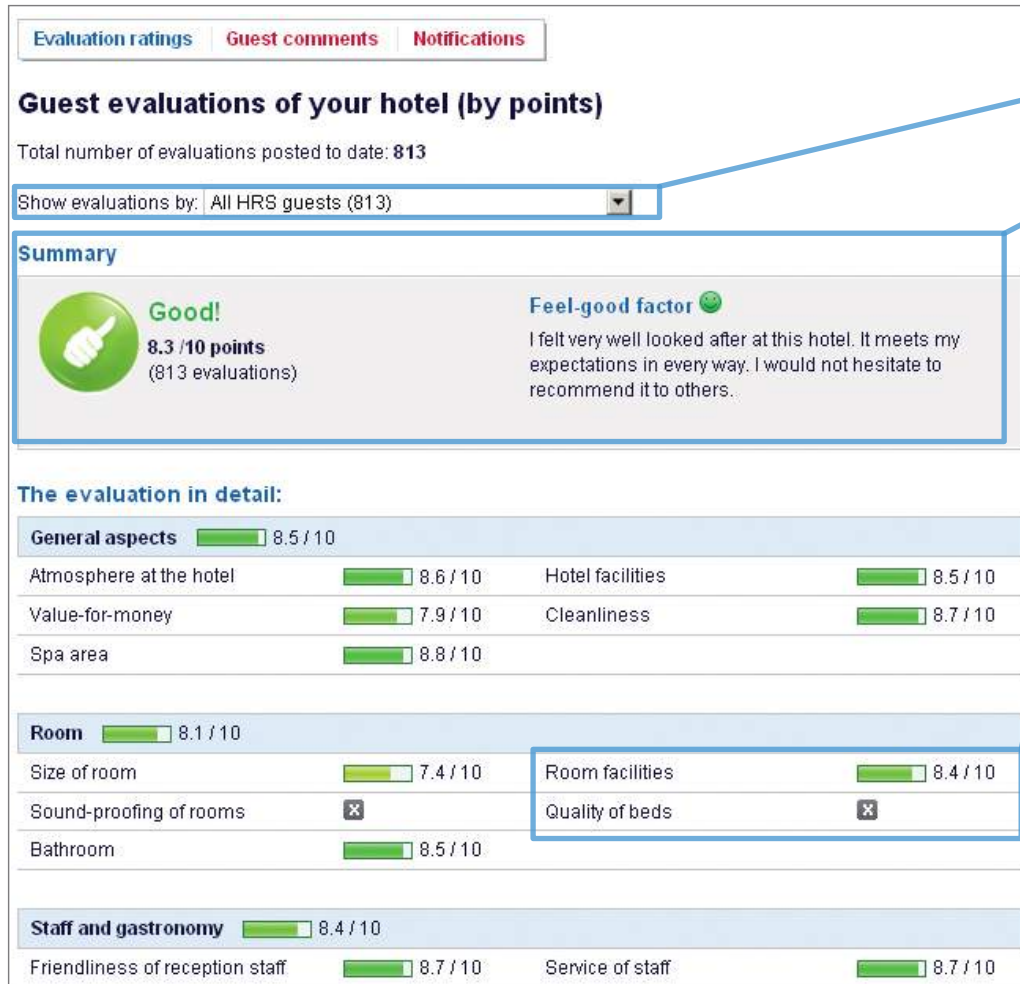 Evaluation ratings Guest comments Notifications
Guest evaluations of your hotel (by points)
Total number of evaluations posted to date: 813
Show evaluations by: All HRS guests (813)
Summary
Good!
8.3 /10 points
(813 evaluations)
Feel-good factor
I felt very well looked after at this hotel. It meets my
expectations in every way. I would not hesitate to
recommend it to others.
The evaluation in detail:
General aspects 8.5 / 10
Atmosphere at the hotel 8.6 / 10 Hotel facilities 8.5 / 10
Value-for-money 7.9 / 10 Cleanliness 8.7 / 10
Spa area 8.8 / 10
Room 8.1 / 10
Size of room 7.4 / 10 Room facilities 8.4 / 10
Sound-proofing of rooms x Quality of beds x
Bathroom 8.5 / 10
Staff and gastronomy 8.4 / 10
Friendliness of reception staff 8.7 / 10 Service of staff 8.7 / 10